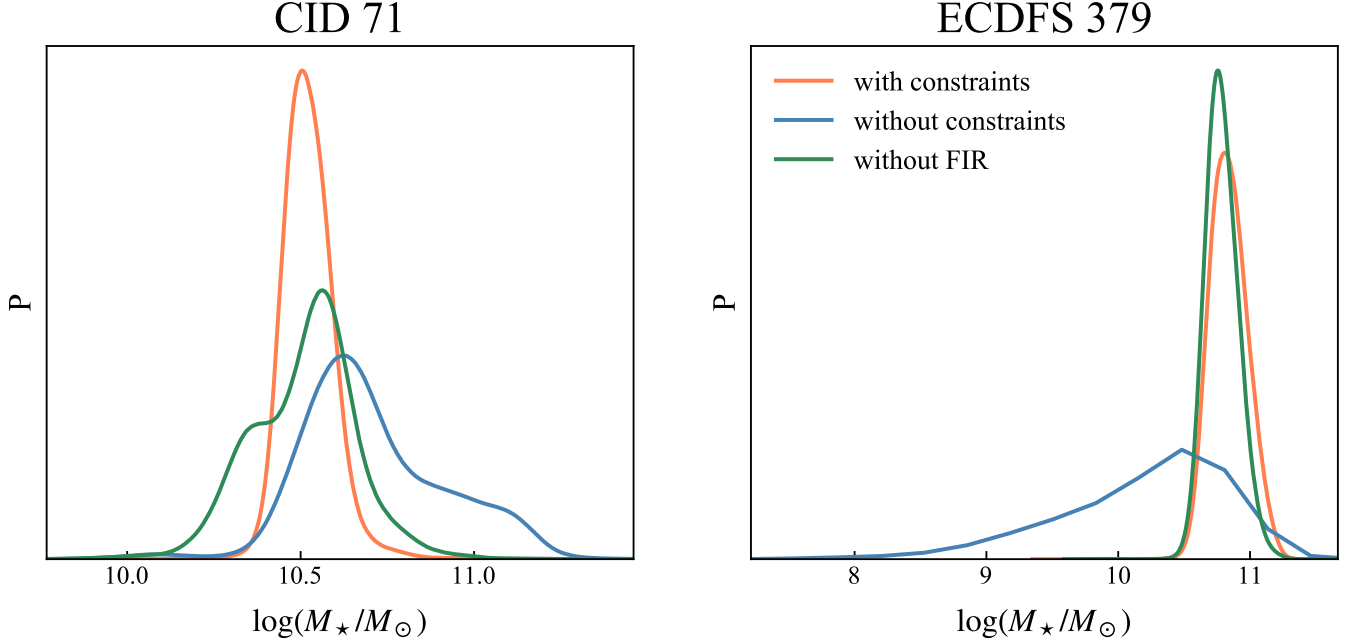 CID 71
P
10.0 10.5 11.0
log(M⋆/M⊙)
ECDFS 379
with constraints
without constraints
without FIR
P
8 9 10 11
log(M⋆/M⊙)